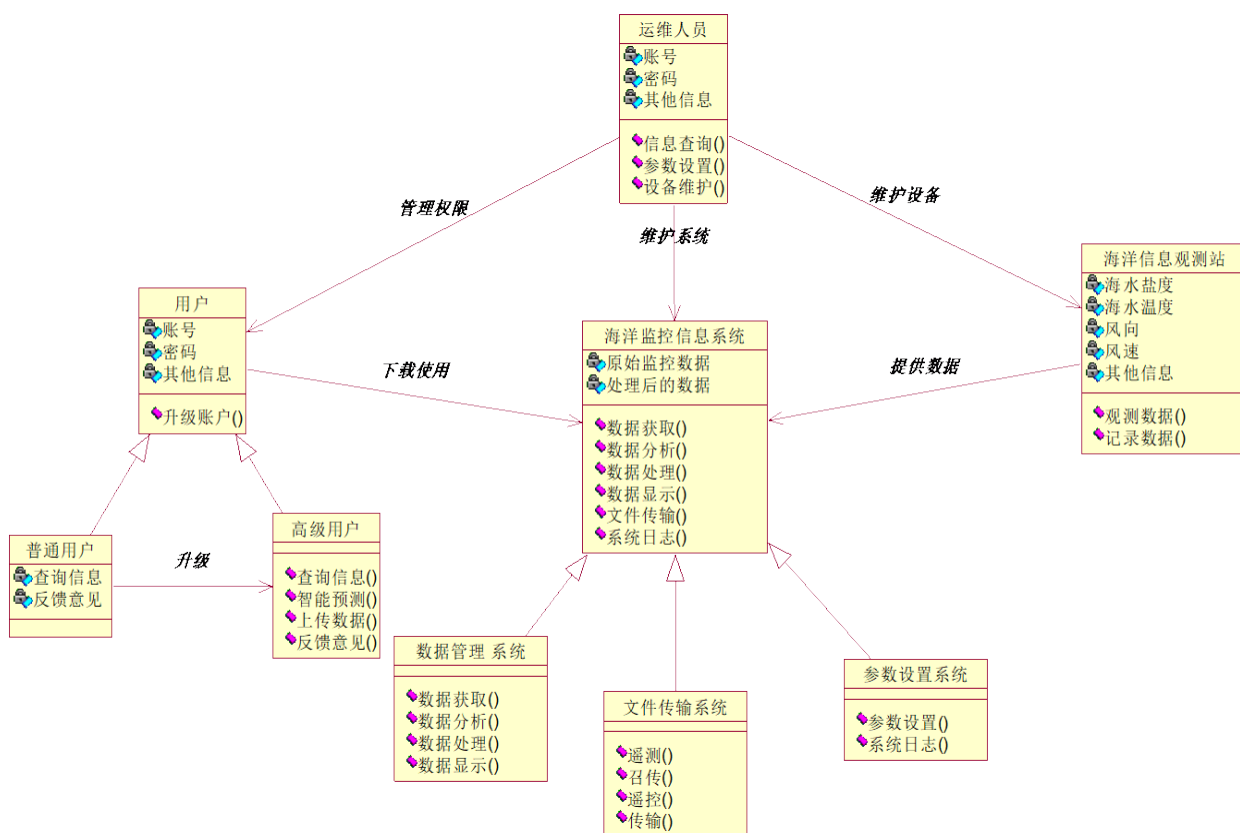 运维人员
账号
密码
其他信息
信息查询()
参数设置()
设备维护()
管理权限
维护系统
维护设备
用户
账号
密码
其他信息
升级账户()
海洋监控信息系统
原始监控数据
处理后的数据
数据获取()
数据分析()
数据处理()
数据显示()
文件传输()
系统日志()
海洋信息观测站
海水盐度
海水温度
风向
风速
其他信息
观测数据()
记录数据()
下载使用
提供数据
普通用户
查询信息
反馈意见
升级
高级用户
查询信息()
智能预测()
上传数据()
反馈意见()
数据管理 系统
数据获取()
数据分析()
数据处理()
数据显示()
文件传输系统
遥测()
召传()
遥控()
传输()
参数设置系统
参数设置()
系统日志()